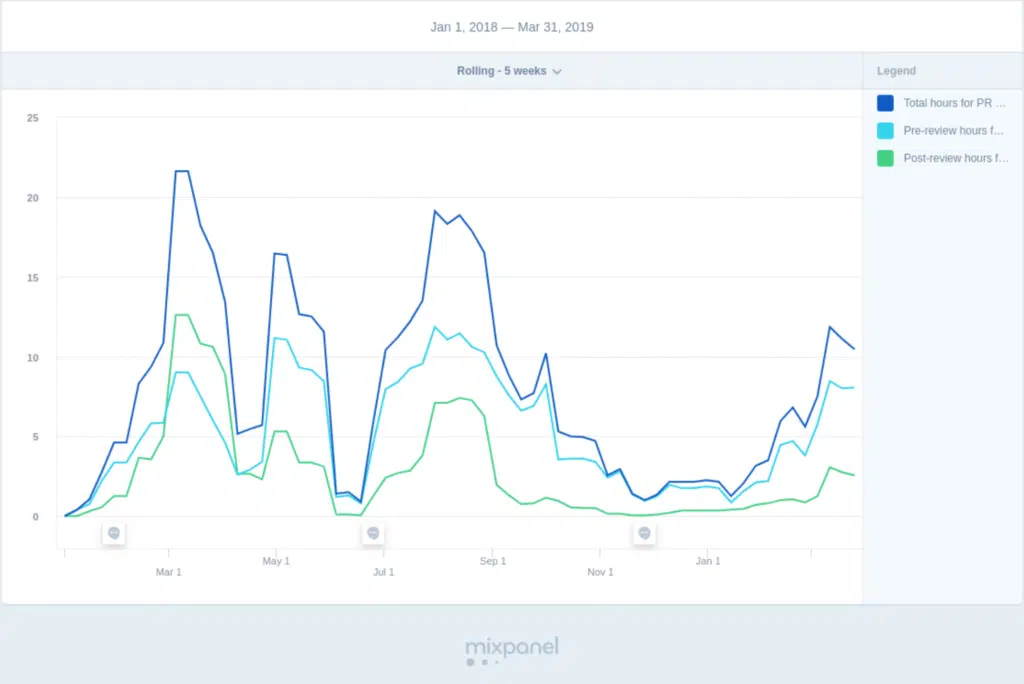 Jan 1, 2018 — Mar 31, 2019
Rolling - 5 weeks
Legend
Total hours for PR ...
Pre-review hours f...
Post-review hours f...
25
20
15
10
5
0
Mar 1
May 1
Jul 1
Sep 1
Nov 1
Jan 1
mixpanel